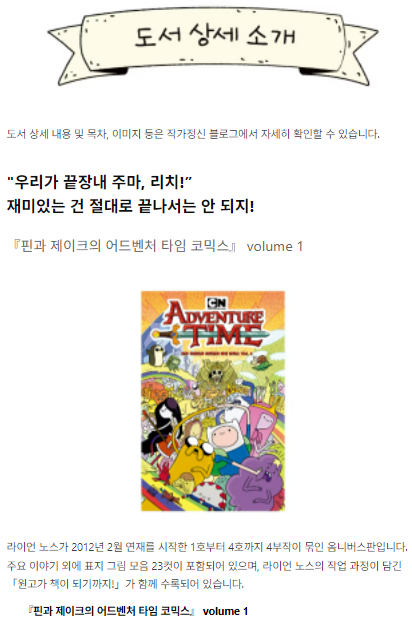 도서 상세 소개
도서 상세 내용 및 목차, 이미지 등은 작가정신 블로그에서 자세히 확인할 수 있습니다.
"우리가 끝장내 주마, 리치!”
재미있는 건 절대로 끝나서는 안 되지!
『핀과 제이크의 어드벤처 타임 코믹스』 volume 1
CN
ADVENTURE
TIME
라이언 노스가 2012년 2월 연재를 시작한 1호부터 4호까지 4부작이 묶인 옴니버스판입니다.
주요 이야기 외에 표지 그림 모음 23컷이 포함되어 있으며, 라이언 노스의 작업 과정이 담긴
「원고가 책이 되기까지!」가 함께 수록되어 있습니다.
『핀과 제이크의 어드벤처 타임 코믹스』 volume 1